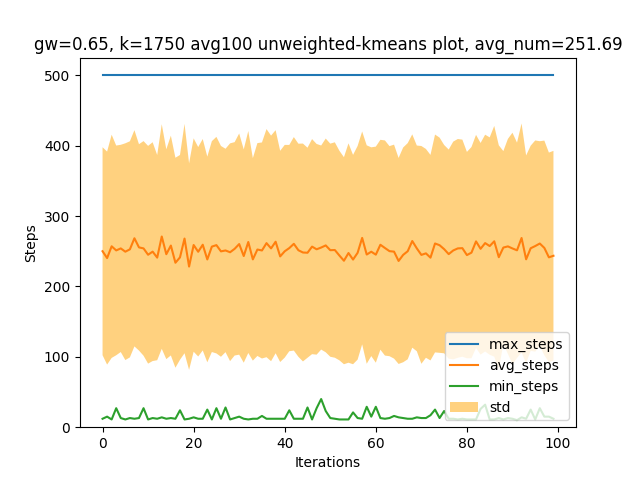 gw=0.65, k=1750 avg100 unweighted-kmeans plot, avg_num=251.69
500
400
300
200
100
0
Steps
max_steps
avg_steps
min_steps
std
0 20 40 60 80 100
Iterations